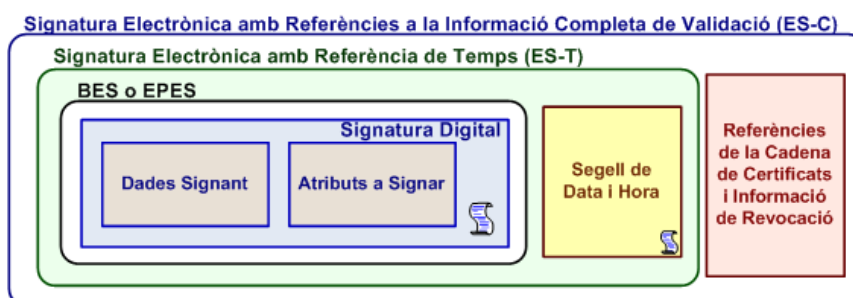 Signatura Electrònica amb Referències a la Informació Completa de Validació (ES-C)
Signatura Electrònica amb Referència de Temps (ES-T)
BES o EPES
Signatura Digital
Dades Signant
Atributs a Signar
Segell de
Data i Hora
Referències
de la Cadena
de Certificats
i Informació
de Revocació